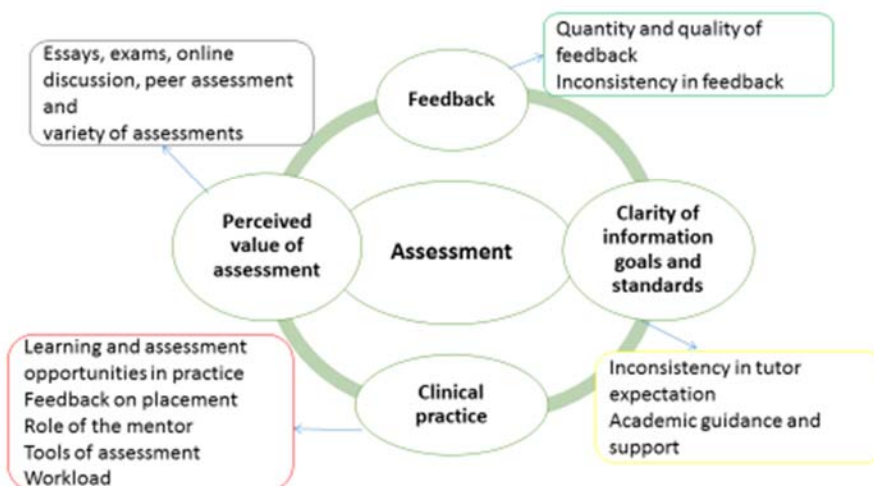 Essays, exams, online
discussion, peer assessment
and
variety of assessments
Quantity and quality of
feedback
Inconsistency in feedback
Feedback
Perceived
value of
assessment
Assessment
Clarity of
information
goals and
standards
Clinical
practice
Learning and assessment
opportunities in practice
Feedback on placement
Role of the mentor
Tools of assessment
Workload
Inconsistency in tutor
expectation
Academic guidance and
support